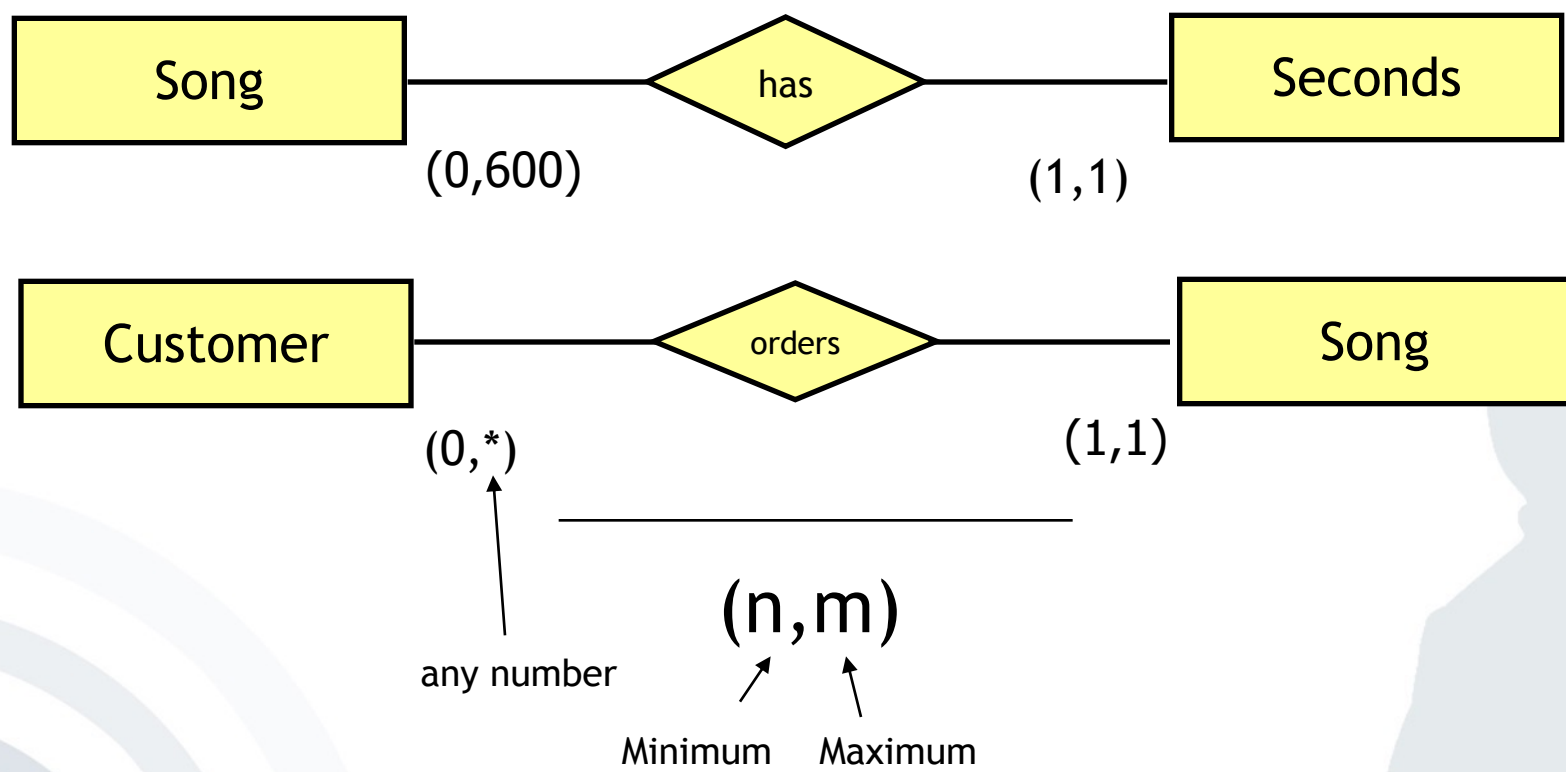 Song has Seconds
(0,600) (1,1)
Customer orders Song
(0,*) (1,1)
(n,m)
any number
Minimum Maximum